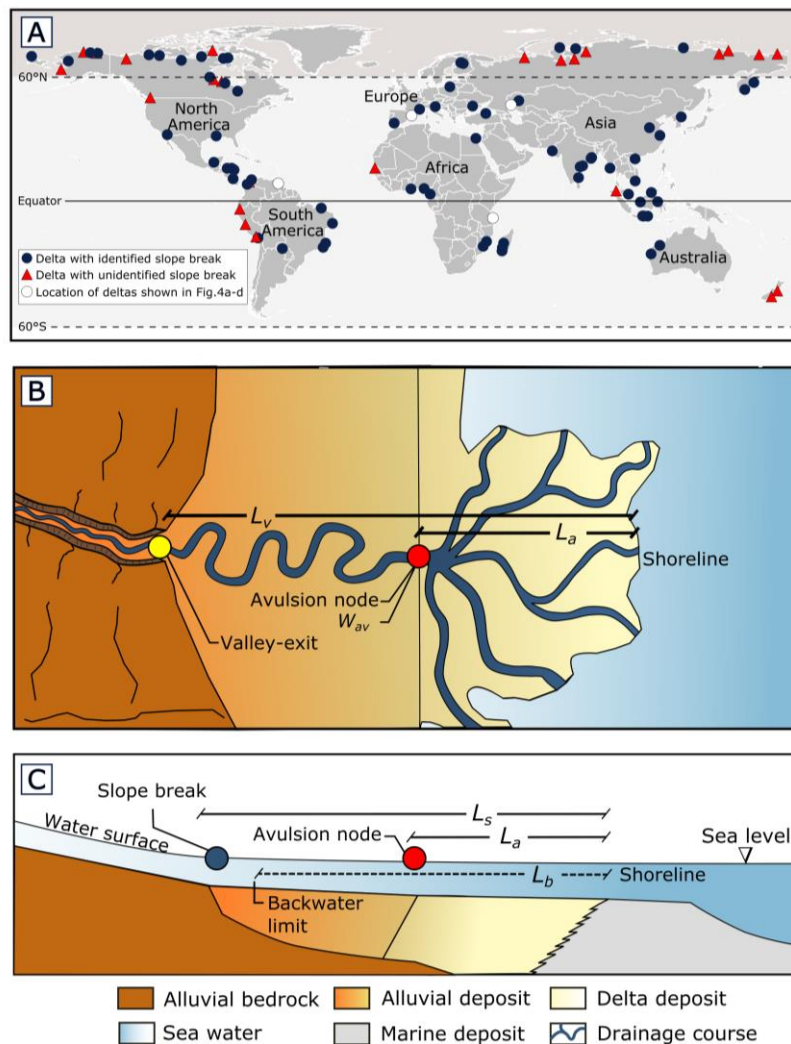 A
60°N
North
America
Europe
Asia
Africa
Equator
South
America
Australia
Delta with identified slope break
Delta with unidentified slope break
Location of deltas shown in Fig.4a-d
60°S
B
Lv
La
Shoreline
Avulsion node
Wav
Valley-exit
C
Slope break
Ls
Water surface
Avulsion node
La
Sea level
Lb
Shoreline
Backwater
limit
Alluvial bedrock
Alluvial deposit
Delta deposit
Sea water
Marine deposit
Drainage course